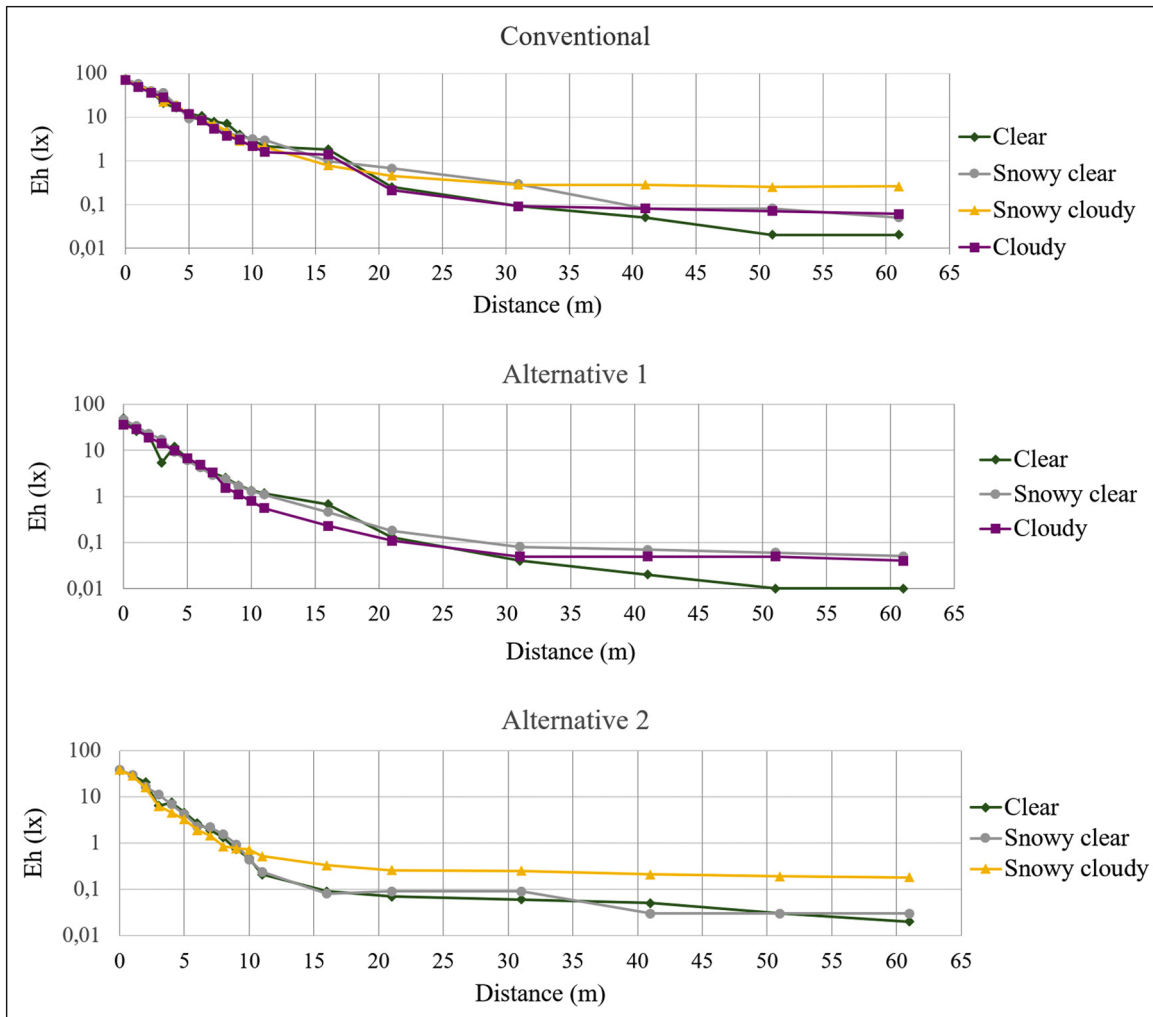 Conventional
Eh (lx)
100
10
1
0,1
0,01
0 5 10 15 20 25 30 35 40 45 50 55 60 65
Distance (m)
Clear
Snowy clear
Snowy cloudy
Cloudy
Alternative 1
Eh (lx)
100
10
1
0,1
0,01
0 5 10 15 20 25 30 35 40 45 50 55 60 65
Distance (m)
Clear
Snowy clear
Cloudy
Alternative 2
Eh (lx)
100
10
1
0,1
0,01
0 5 10 15 20 25 30 35 40 45 50 55 60 65
Distance (m)
Clear
Snowy clear
Snowy cloudy